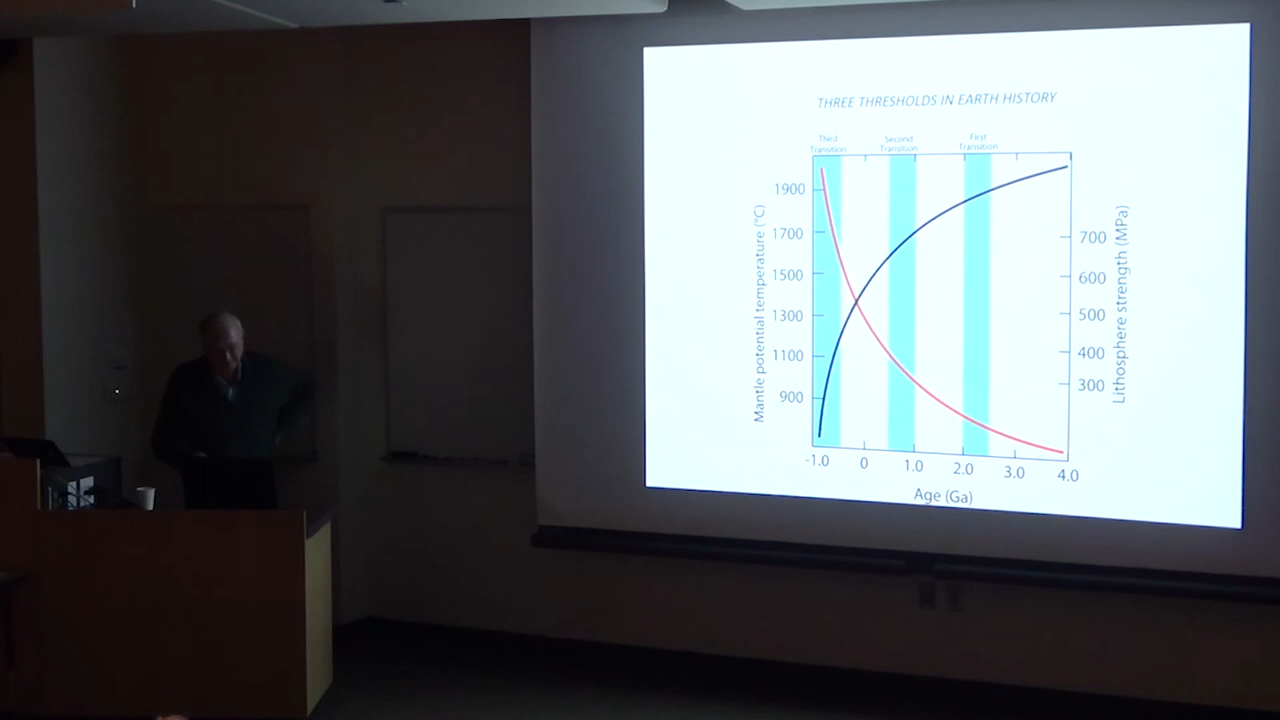 THREE THRESHOLDS IN EARTH HISTORY
Third Transition
Second Transition
First Transition
Mantle potential temperature (°C)
1900
1700
1500
1300
1100
900
700
600
500
400
300
Lithosphere strength (MPa)
-1.0 0 1.0 2.0 3.0 4.0
Age (Ga)